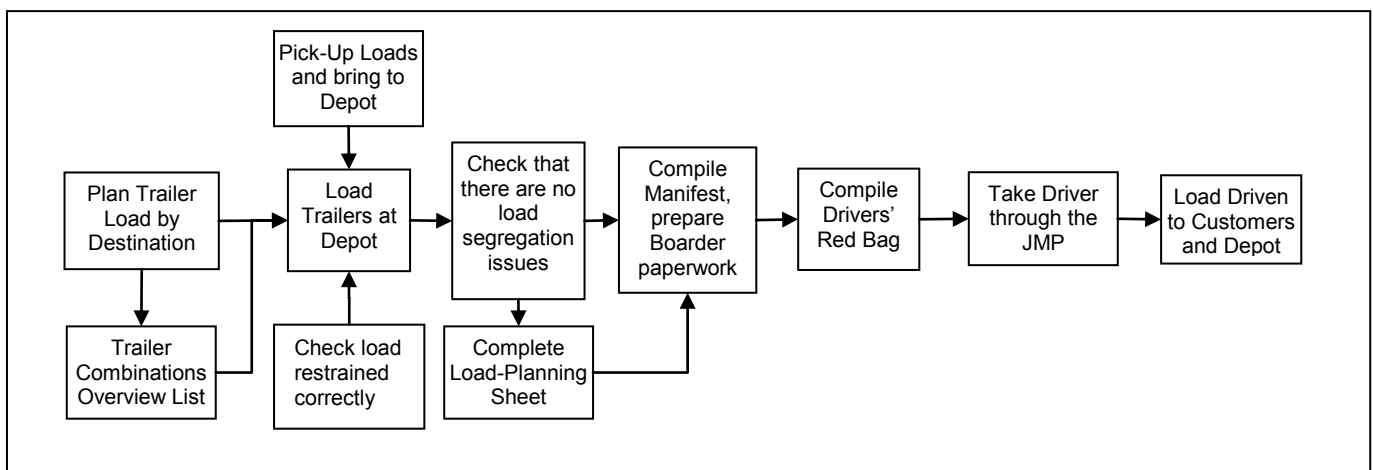 Pick-Up Loads
and bring to
Depot
Plan Trailer
Load by
Destination
Load
Trailers at
Depot
Check that
there are no
load
segregation
issues
Compile
Manifest,
prepare
Boarder
paperwork
Compile
Drivers’
Red Bag
Take Driver
through the
JMP
Load Driven
to Customers
and Depot
Trailer
Combinations
Overview List
Check load
restrained
correctly
Complete
Load-Planning
Sheet